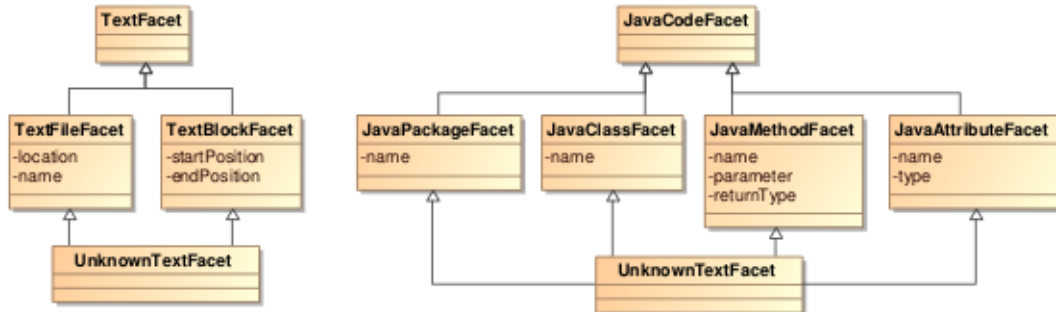 TextFacet
TextFileFacet
-location
-name
TextBlockFacet
-startPosition
-endPosition
UnknownTextFacet
JavaCodeFacet
JavaPackageFacet
-name
JavaClassFacet
-name
JavaMethodFacet
-name
-parameter
-returnType
JavaAttributeFacet
-name
-type
UnknownTextFacet